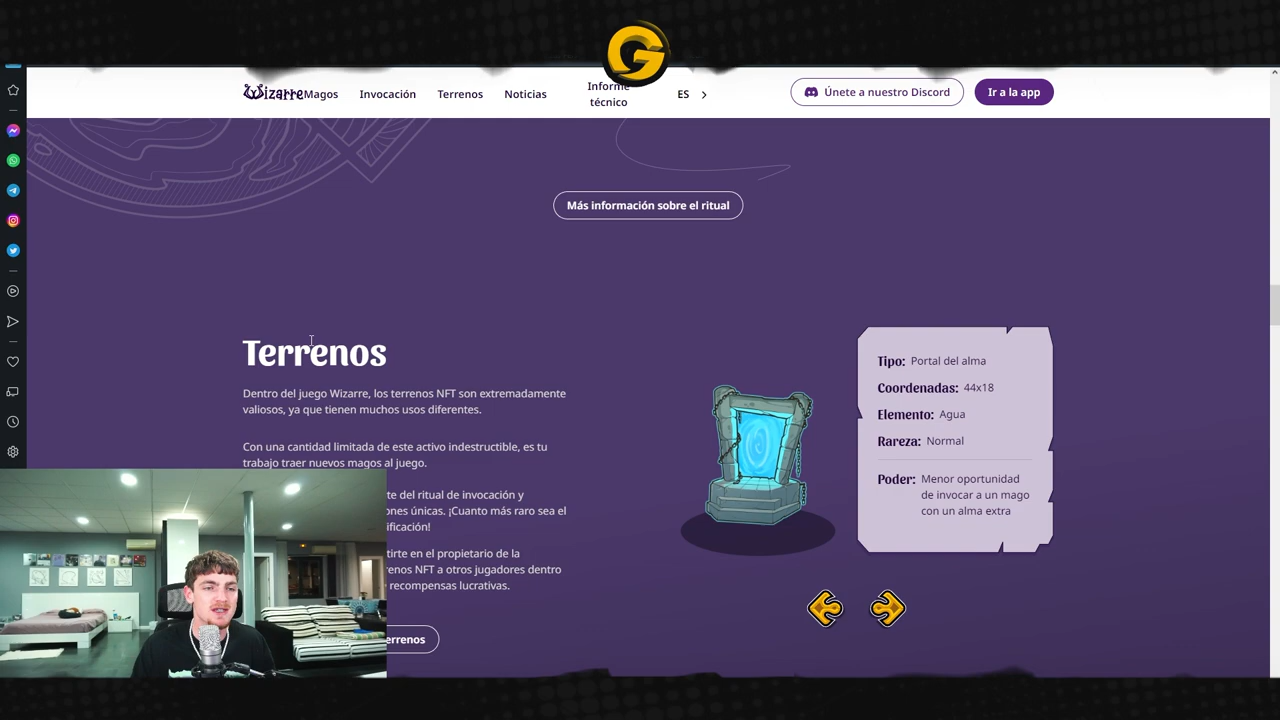 G
Wizarre
Magos
Invocación
Terrenos
Noticias
Informe
técnico
ES
Únete a nuestro Discord
Ir a la app
Más información sobre el ritual
Terrenos
Dentro del juego Wizarre, los terrenos NFT son extremadamente
valiosos, ya que tienen muchos usos diferentes.
Con una cantidad limitada de este activo indestructible, es tu
trabajo traer nuevos magos al juego.
te del ritual de invocación y
ones únicas. ¡Cuanto más raro sea el
ificación!
tirte en el propietario de la
renos NFT a otros jugadores dentro
recompensas lucrativas.
errenos
Tipo: Portal del alma
Coordenadas: 44x18
Elemento: Agua
Rareza: Normal
Poder: Menor oportunidad
de invocar a un mago
con un alma extra